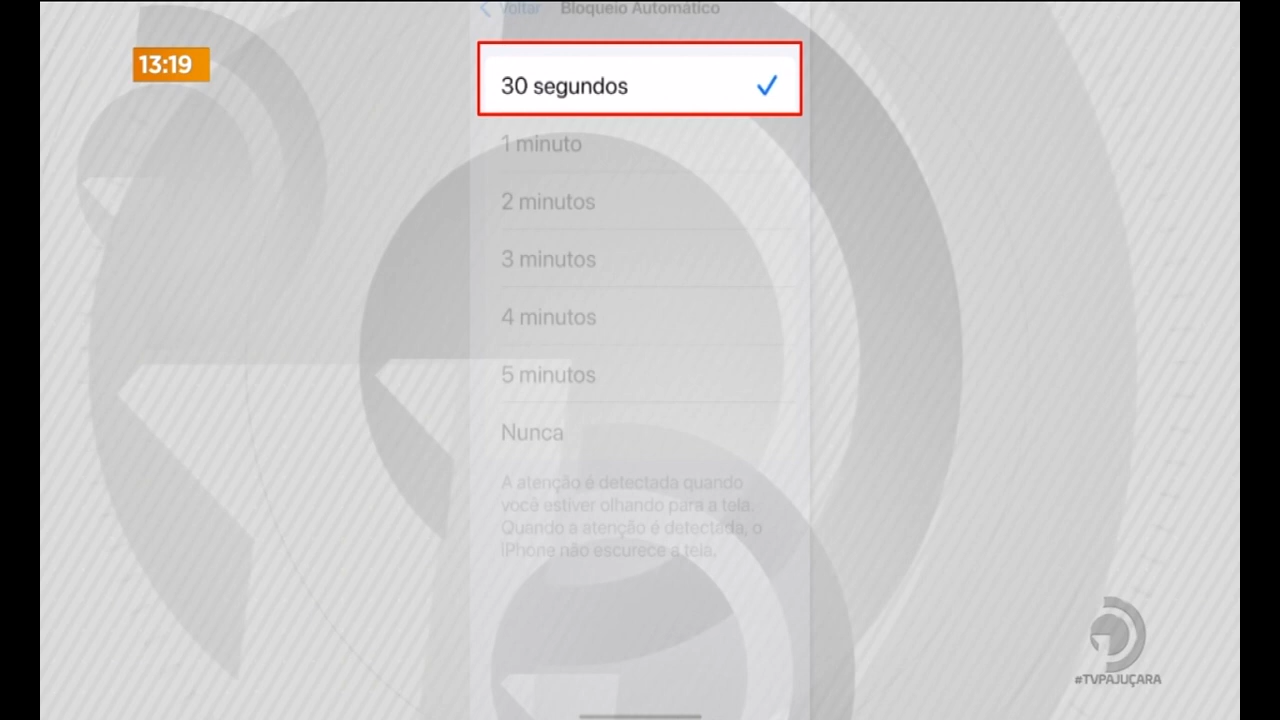 Voltar Bloqueio Automático
13:19
30 segundos
1 minuto
2 minutos
3 minutos
4 minutos
5 minutos
Nunca
A atenção é detectada quando
você estiver olhando para a tela.
Quando a atenção é detectada, o
iPhone não escurece a tela.
#TVPAJUÇARA